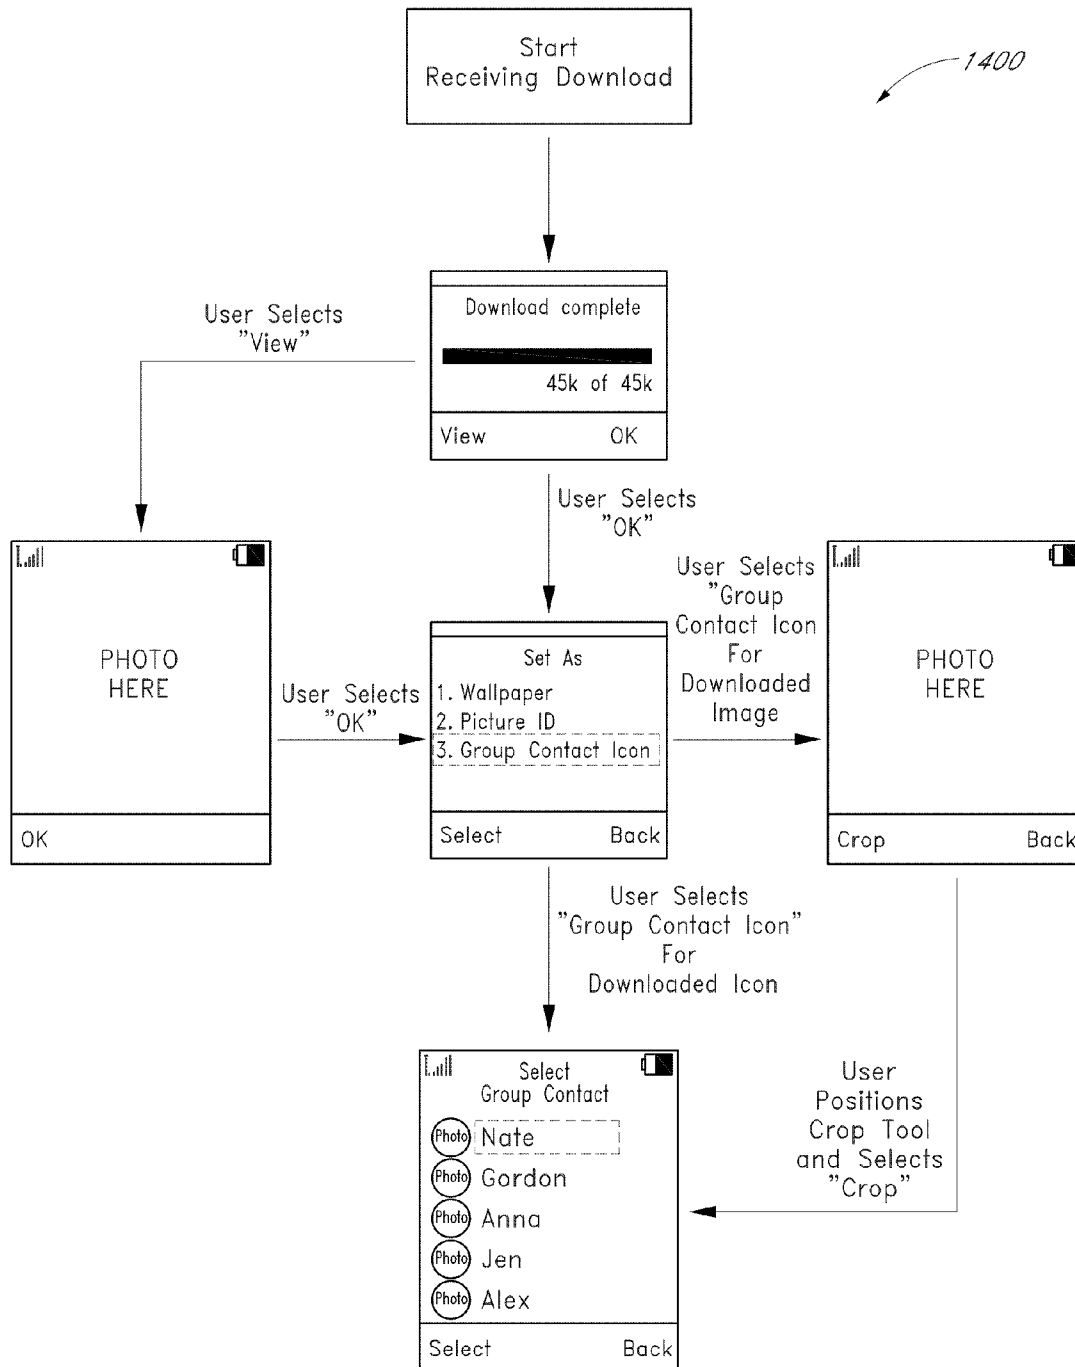 Start
Receiving Download
1400
Download complete
45k of 45k
View OK
User Selects
"View"
User Selects
"OK"
PHOTO
HERE
OK
User Selects
"OK"
Set As
1. Wallpaper
2. Picture ID
3. Group Contact Icon
Select Back
User Selects
"Group
Contact Icon
For
Downloaded
Image
PHOTO
HERE
Crop Back
User Selects
"Group Contact Icon"
For
Downloaded Icon
User
Positions
Crop Tool
and Selects
"Crop"
Select
Group Contact
Photo Nate
Photo Gordon
Photo Anna
Photo Jen
Photo Alex
Select Back